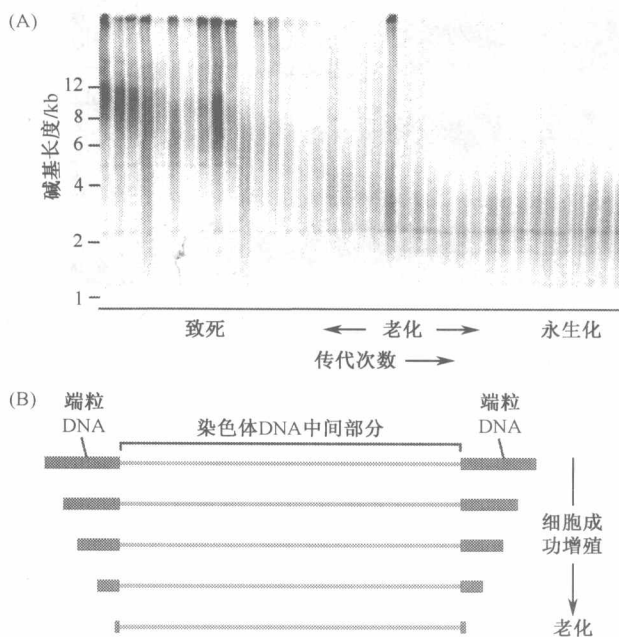 (A)
碱基长度/kb
12
8
6
4
2
1
致死
老化
永生化
传代次数
(B)
端粒
DNA
染色体DNA中间部分
端粒
DNA
细胞成
功增殖
老化